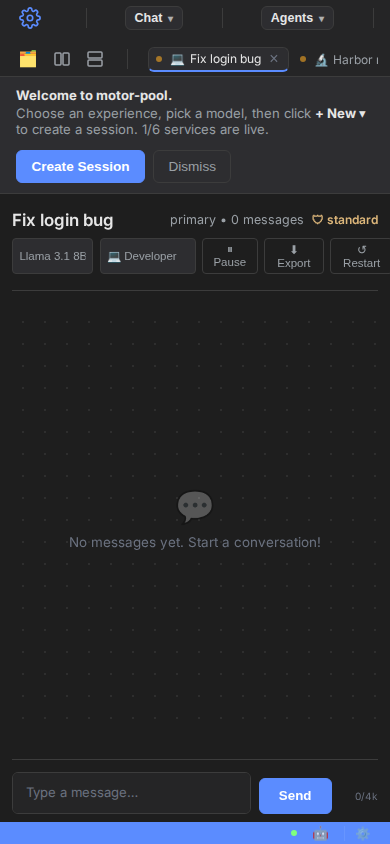 Chat ▾
Agents ▾
Fix login bug ×
Harbor
Welcome to motor-pool.
Choose an experience, pick a model, then click + New ▾
to create a session. 1/6 services are live.
Create Session
Dismiss
Fix login bug
primary • 0 messages
standard
Llama 3.1 8B
Developer
Pause
Export
Restart
No messages yet. Start a conversation!
Type a message...
Send
0/4k